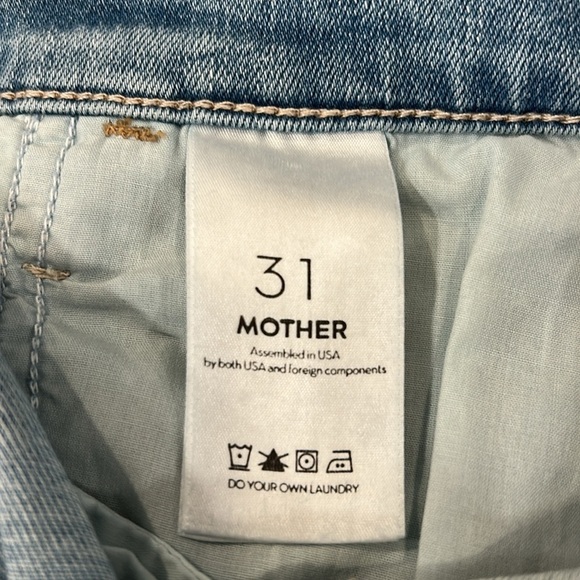 31
MOTHER
Assembled in USA
by both USA and foreign components
DO YOUR OWN LAUNDRY